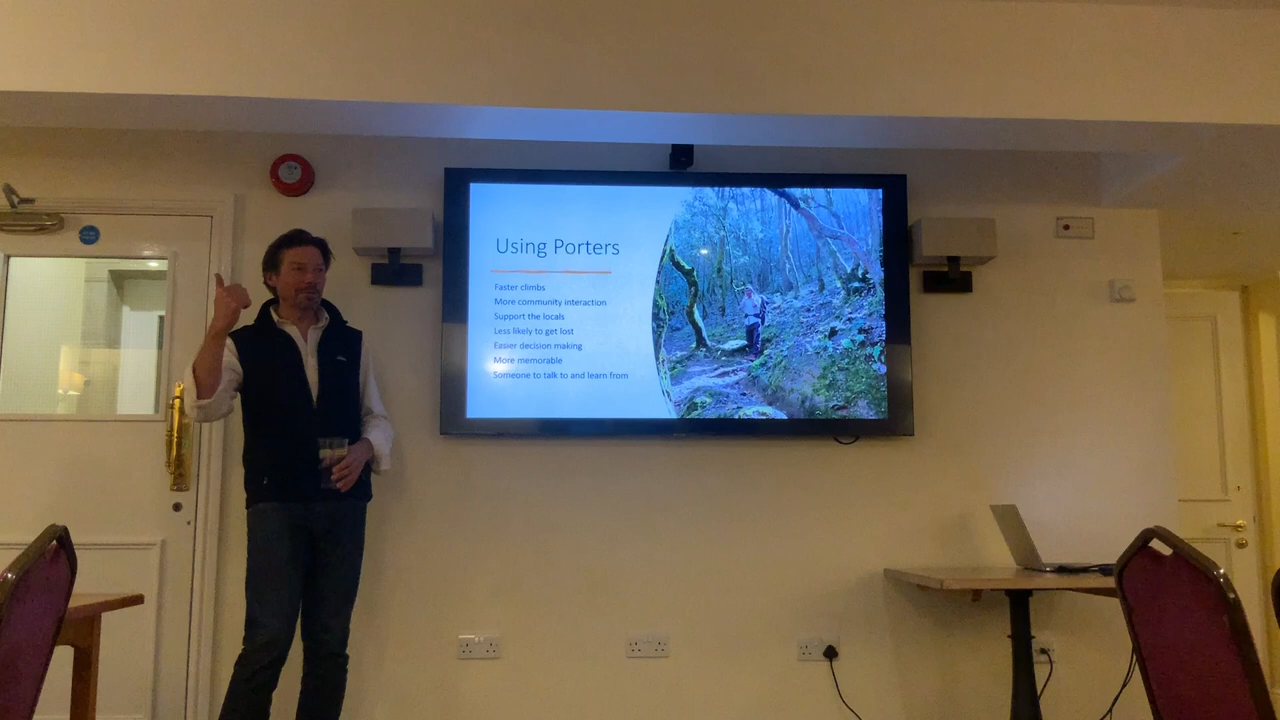 Using Porters
Faster climbs
More community interaction
Support the locals
Less likely to get lost
Easier decision making
More memorable
Someone to talk to and learn from